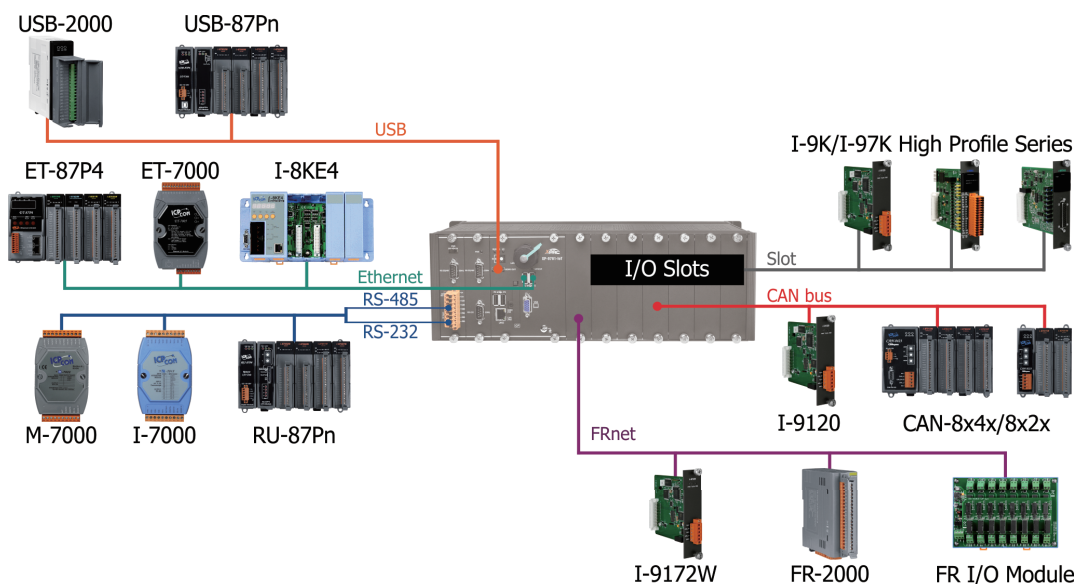 USB-2000
USB-87Pn
USB
ET-87P4
ET-7000
I-8KE4
Ethernet
RS-485
RS-232
M-7000
I-7000
RU-87Pn
I/O Slots
I-9K/I-97K High Profile Series
Slot
CAN bus
I-9120
CAN-8x4x/8x2x
FRnet
I-9172W
FR-2000
FR I/O Module